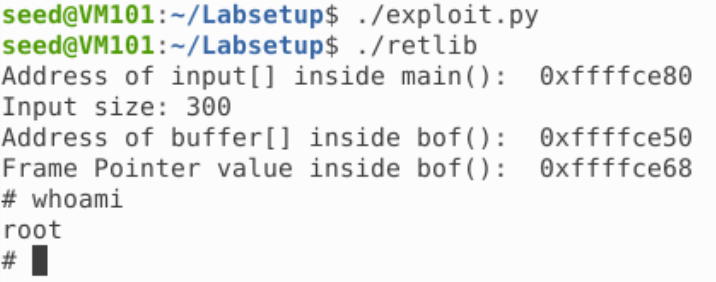 seed@VM101:~/Labsetup$ ./exploit.py
seed@VM101:~/Labsetup$ ./retlib
Address of input[] inside main():  0xffffce80
Input size: 300
Address of buffer[] inside bof():  0xffffce50
Frame Pointer value inside bof():  0xffffce68
# whoami
root
#